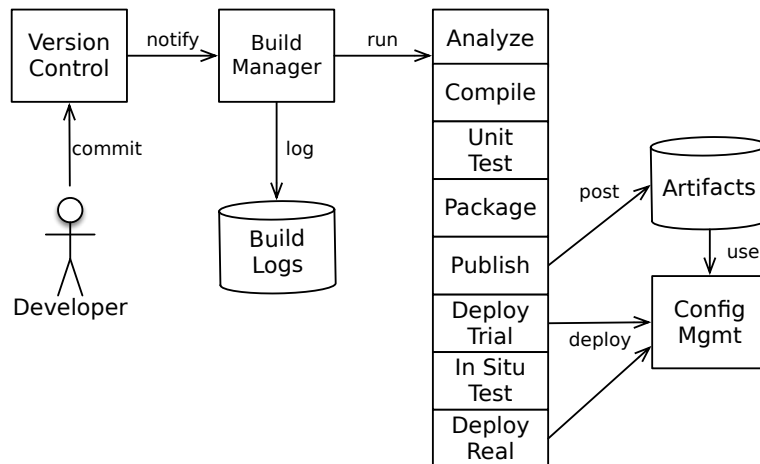 Version
Control
notify
Build
Manager
run
Analyze
Compile
Unit
Test
Package
Publish
Deploy
Trial
In Situ
Test
Deploy
Real
commit
log
Developer
Build
Logs
post
Artifacts
use
deploy
Config
Mgmt